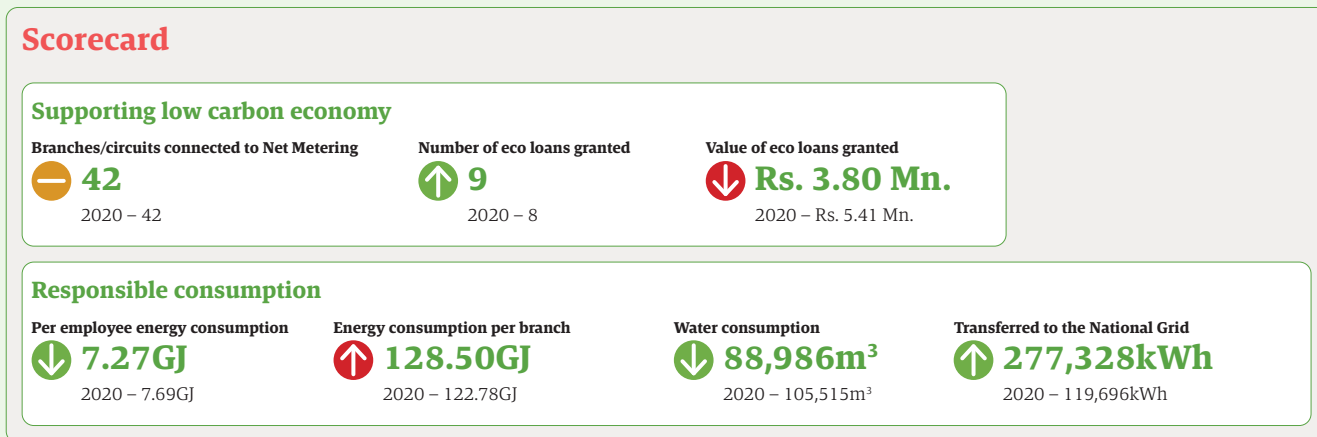 Scorecard
Supporting low carbon economy
Branches/circuits connected to Net Metering
42
2020 – 42
Number of eco loans granted
9
2020 – 8
Value of eco loans granted
Rs. 3.80 Mn.
2020 – Rs. 5.41 Mn.
Responsible consumption
Per employee energy consumption
7.27GJ
2020 – 7.69GJ
Energy consumption per branch
128.50GJ
2020 – 122.78GJ
Water consumption
88,986m³
2020 – 105,515m³
Transferred to the National Grid
277,328kWh
2020 – 119,696kWh